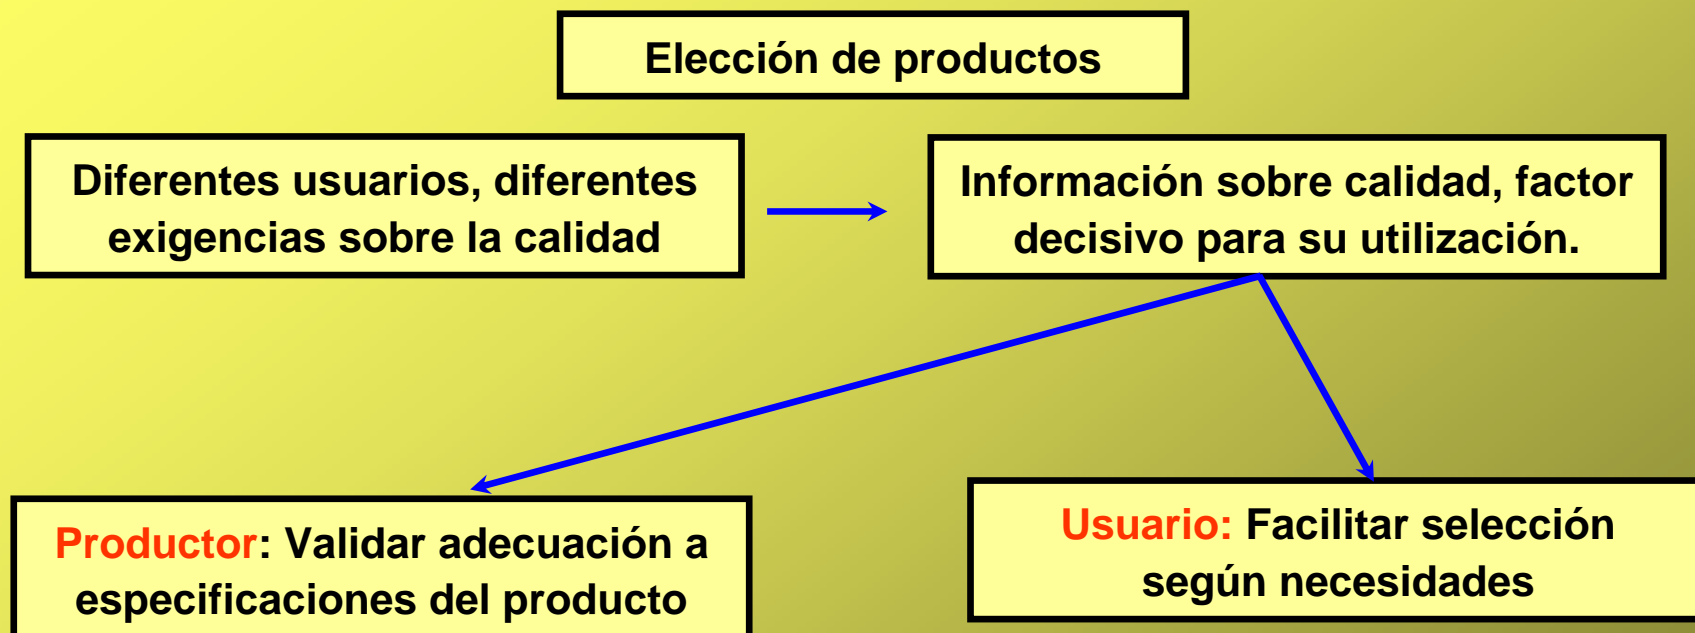 Elección de productos
Diferentes usuarios, diferentes
exigencias sobre la calidad
Información sobre calidad, factor
decisivo para su utilización.
Productor: Validar adecuación a
especificaciones del producto
Usuario: Facilitar selección
según necesidades